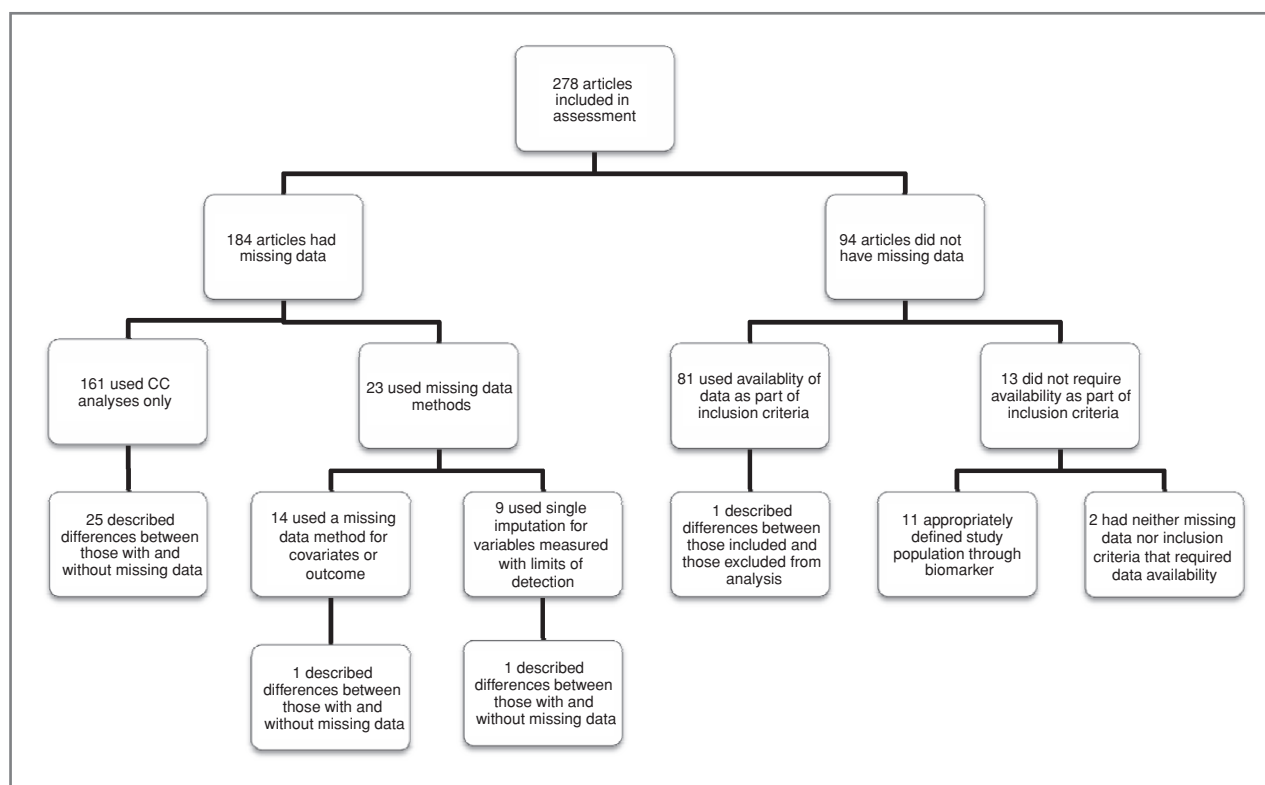 278 articles
included in
assessment
184 articles had
missing data
94 articles did not
have missing data
161 used CC
analyses only
23 used missing data
methods
81 used availablity of
data as part of
inclusion criteria
13 did not require
availability as part of
inclusion criteria
25 described
differences between
those with and
without missing data
14 used a missing
data method for
covariates or
outcome
9 used single
imputation for
variables measured
with limits of
detection
1 described
differences between
those included and
those excluded from
analysis
11 appropriately
defined study
population through
biomarker
2 had neither missing
data nor inclusion
criteria that required
data availability
1 described
differences between
those with and
without missing data
1 described
differences between
those with and
without missing data